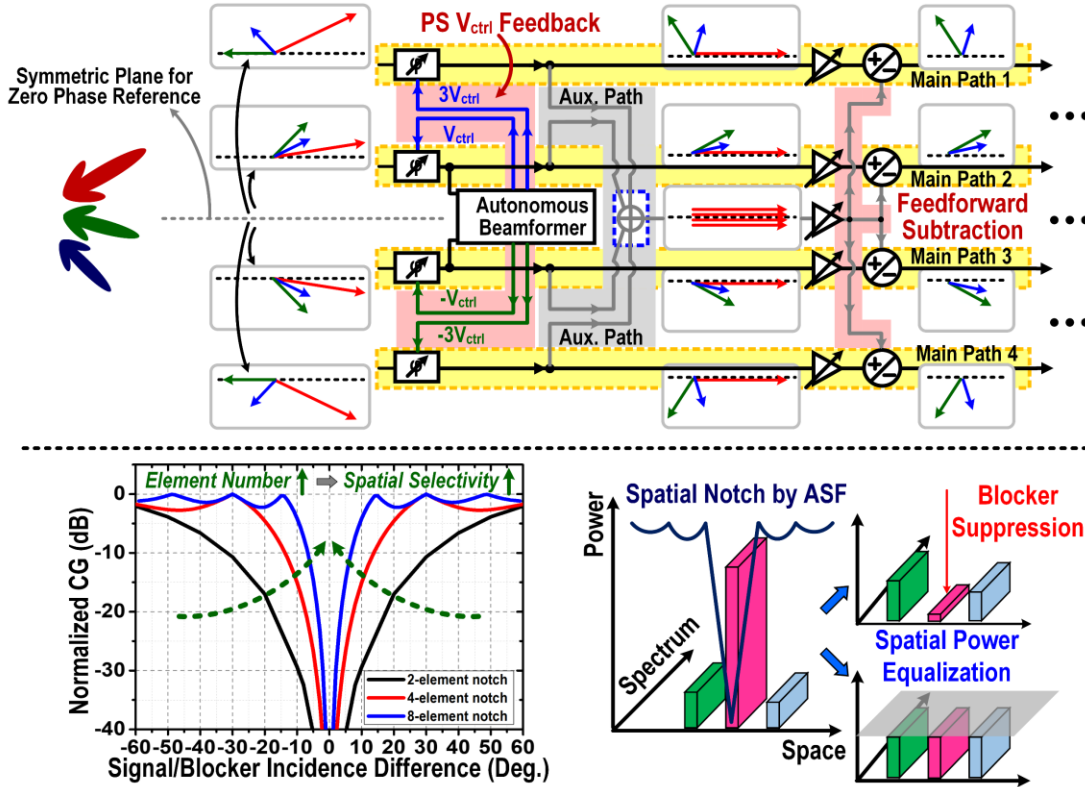 PS Vctrl Feedback
Symmetric Plane for
Zero Phase Reference
φ
3Vctrl
Aux. Path
Main Path 1
Vctrl
φ
Main Path 2
Autonomous
Beamformer
Feedforward
Subtraction
φ
Main Path 3
-Vctrl
-3Vctrl
Aux. Path
φ
Main Path 4
+ −
+ −
+ −
+ −
Element Number Spatial Selectivity
Normalized CG (dB)
0
-10
-20
-30
-40
2-element notch
4-element notch
8-element notch
-60 -50 -40 -30 -20 -10 0 10 20 30 40 50 60
Signal/Blocker Incidence Difference (Deg.)
Spatial Notch by ASF
Power
Spectrum
Space
Blocker
Suppression
Spatial Power
Equalization